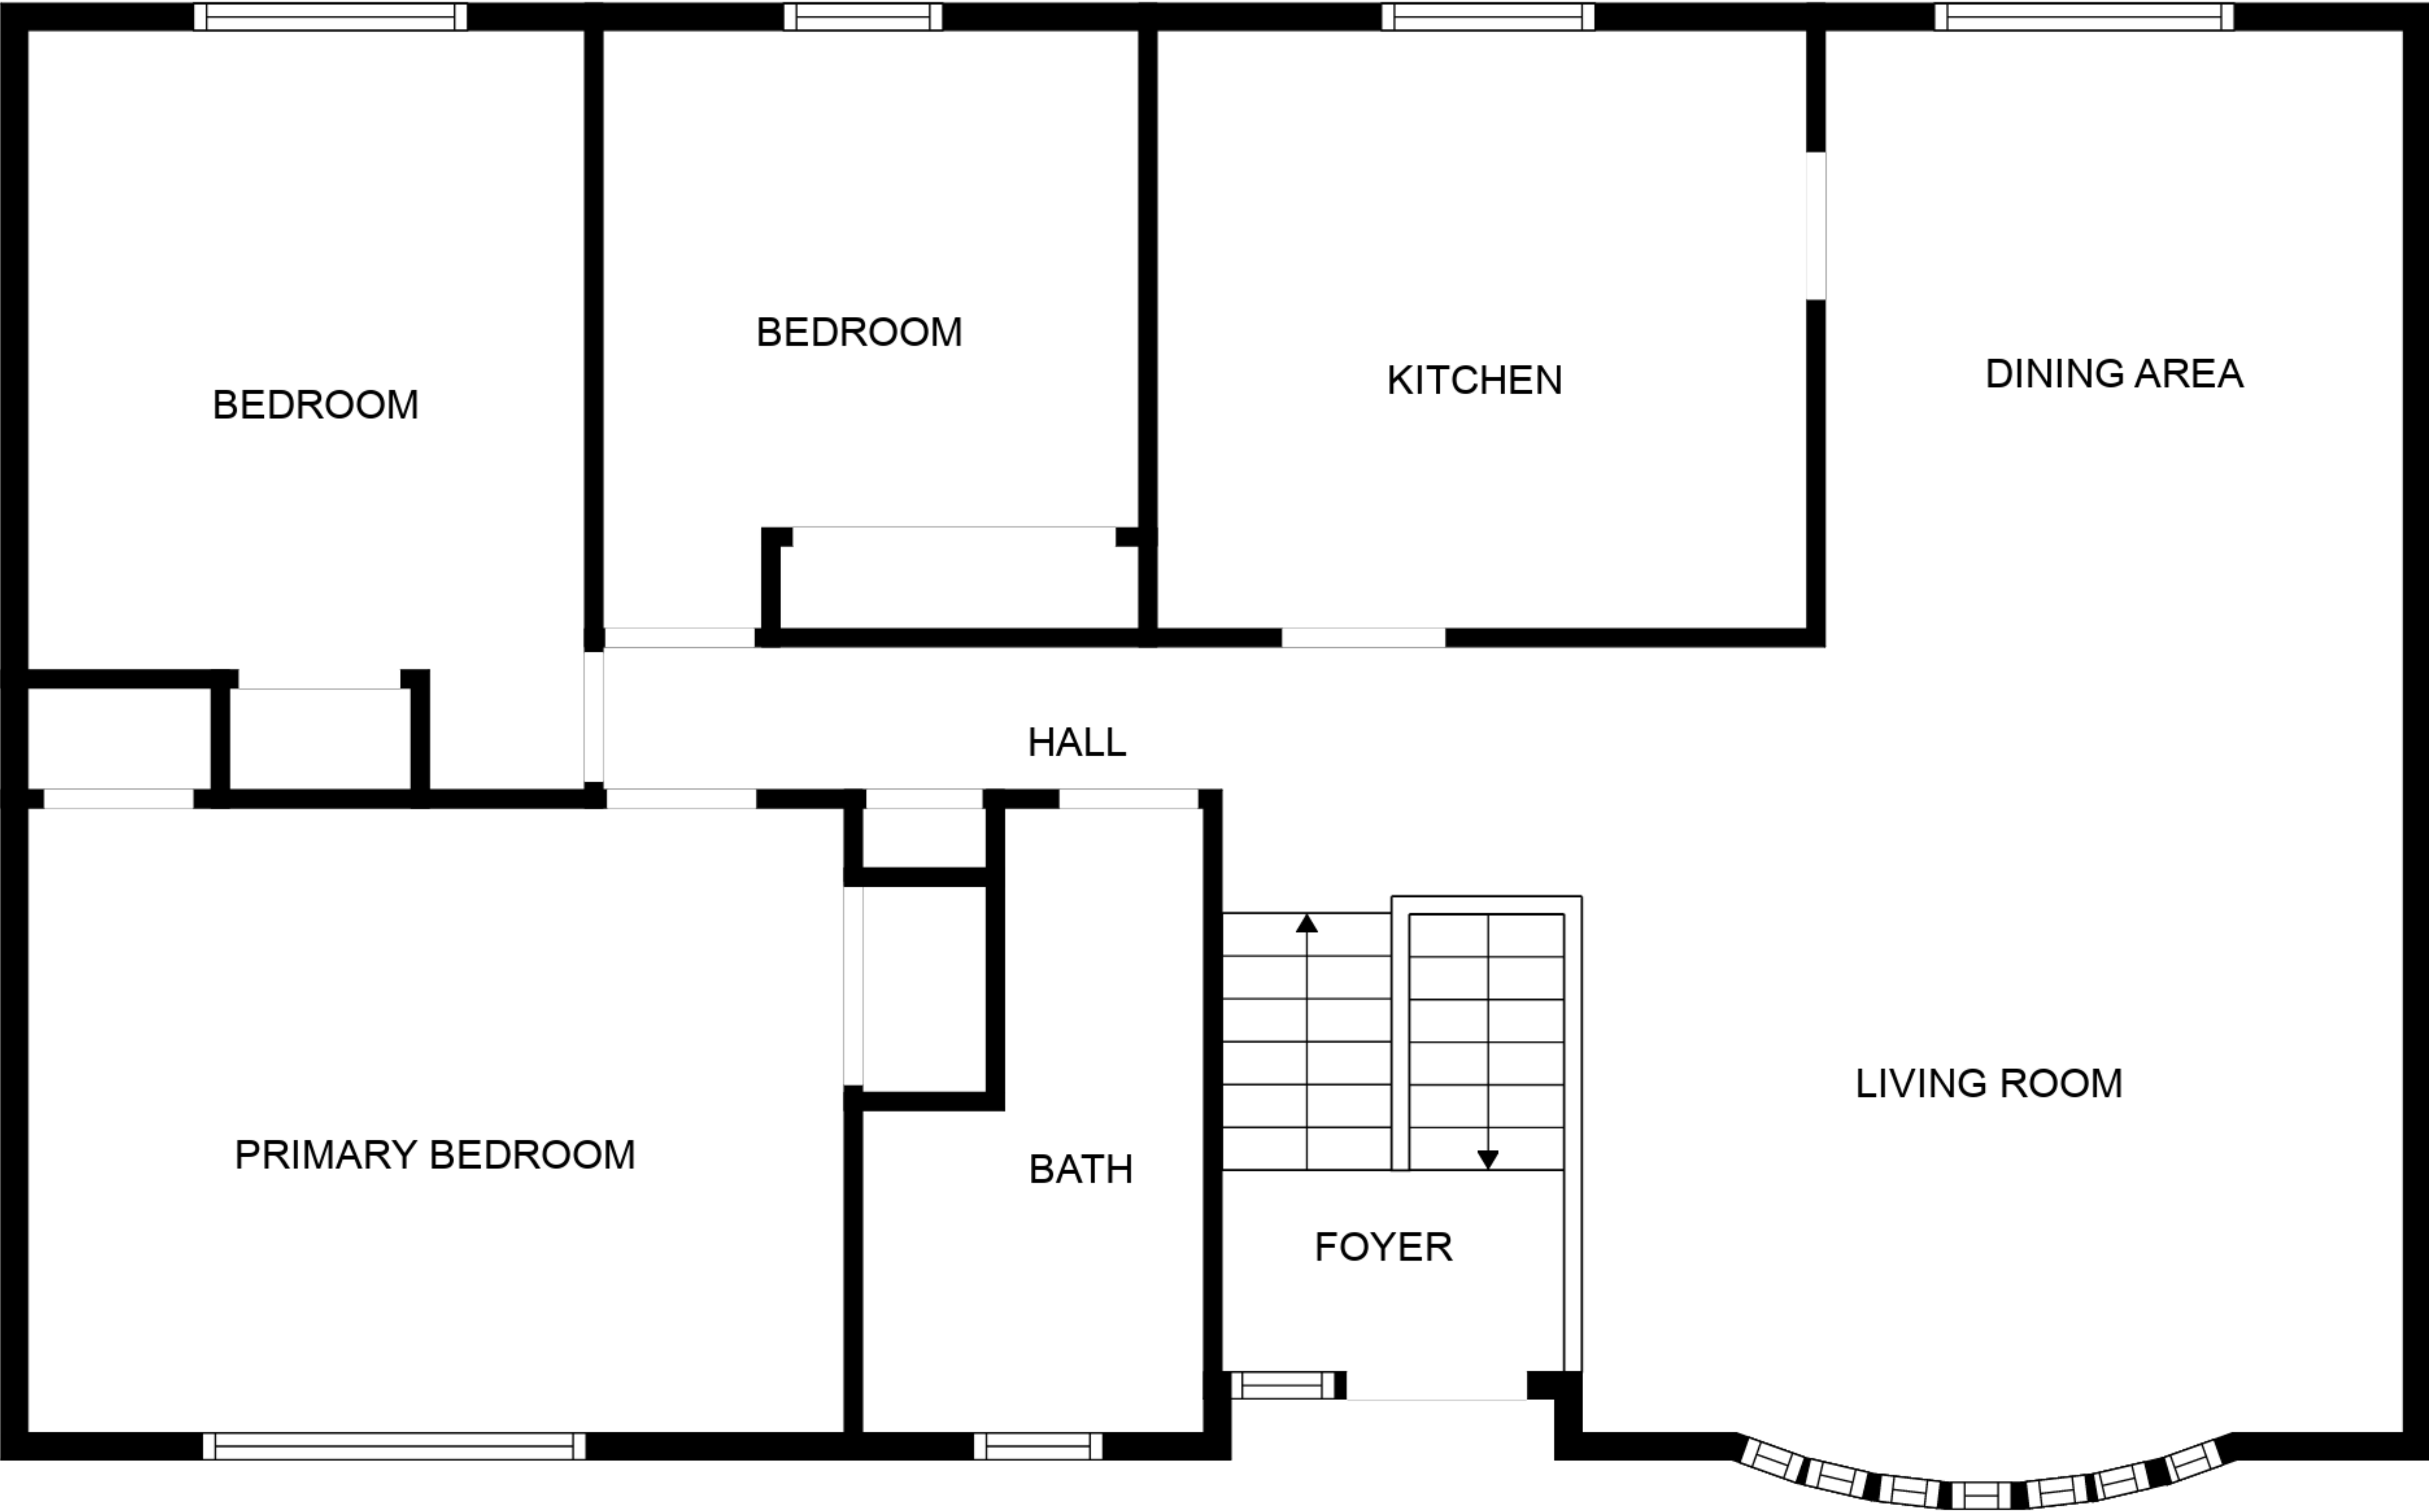 BEDROOM
BEDROOM
KITCHEN
DINING AREA
HALL
PRIMARY BEDROOM
BATH
FOYER
LIVING ROOM